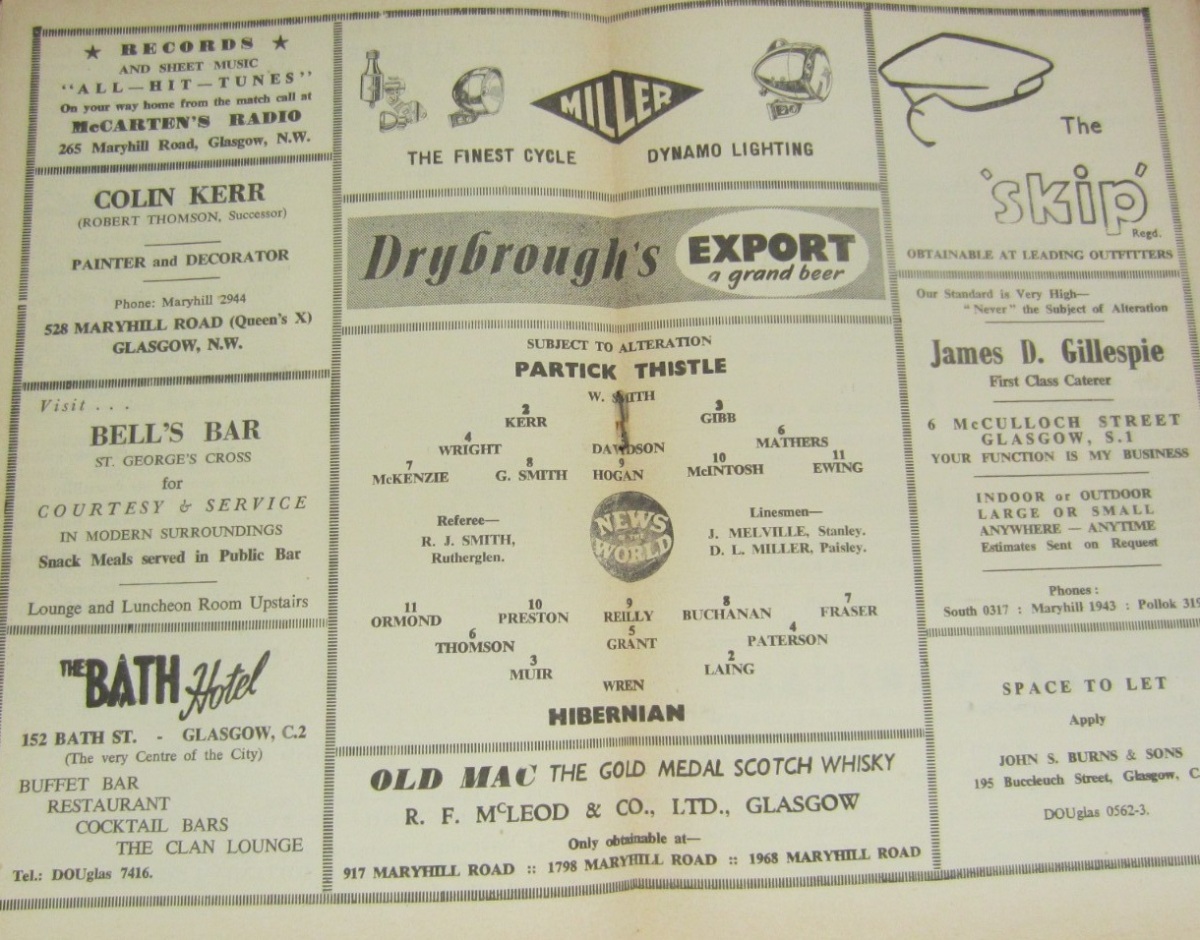 ★ RECORDS ★
AND SHEET MUSIC
"ALL—HIT—TUNES"
On your way home from the match call at
McCARTEN'S RADIO
265 Maryhill Road, Glasgow, N.W.
COLIN KERR
(ROBERT THOMSON, Successor)
PAINTER and DECORATOR
Phone: Maryhill 2944
528 MARYHILL ROAD (Queen's X)
GLASGOW, N.W.
Visit . . .
BELL'S BAR
ST. GEORGE'S CROSS
for
COURTESY & SERVICE
IN MODERN SURROUNDINGS
Snack Meals served in Public Bar
Lounge and Luncheon Room Upstairs
THE BATH Hotel
152 BATH ST. - GLASGOW, C.2
(The very Centre of the City)
BUFFET BAR
RESTAURANT
COCKTAIL BARS
THE CLAN LOUNGE
Tel.: DOUglas 7416.
MILLER
THE FINEST CYCLE DYNAMO LIGHTING
Drybrough's EXPORT
a grand beer
SUBJECT TO ALTERATION
PARTICK THISTLE
W. SMITH
2 3
KERR GIBB
4 5 6
WRIGHT DAVIDSON MATHERS
7 8 9 10 11
McKENZIE G. SMITH HOGAN McINTOSH EWING
Referee—
R. J. SMITH,
Rutherglen.
NEWS
OF THE
WORLD
Linesmen—
J. MELVILLE, Stanley.
D. L. MILLER, Paisley.
11 10 9 8 7
ORMOND PRESTON REILLY BUCHANAN FRASER
6 5 4
THOMSON GRANT PATERSON
3 2
MUIR LAING
WREN
HIBERNIAN
OLD MAC THE GOLD MEDAL SCOTCH WHISKY
R. F. McLEOD & CO., LTD., GLASGOW
Only obtainable at—
917 MARYHILL ROAD :: 1798 MARYHILL ROAD :: 1968 MARYHILL ROAD
The
'skip'
Regd.
OBTAINABLE AT LEADING OUTFITTERS
Our Standard is Very High—
"Never" the Subject of Alteration
James D. Gillespie
First Class Caterer
6 McCULLOCH STREET
GLASGOW, S.1
YOUR FUNCTION IS MY BUSINESS
INDOOR or OUTDOOR
LARGE OR SMALL
ANYWHERE — ANYTIME
Estimates Sent on Request
Phones :
South 0317 : Maryhill 1943 : Pollok 319
SPACE TO LET
Apply
JOHN S. BURNS & SONS
195 Buccleuch Street, Glasgow, C.
DOUglas 0562-3.